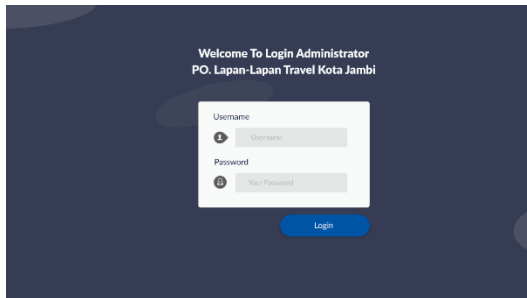 Welcome To Login Administrator
PO. Lapan-Lapan Travel Kota Jambi
Username
Username
Password
Your Password
Login